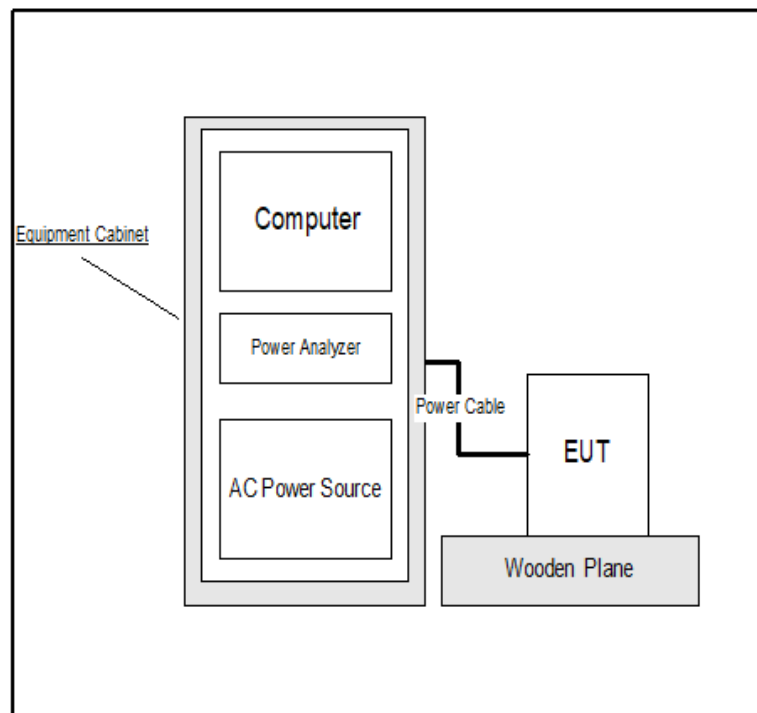 Computer
Equipment Cabinet
Power Analyzer
Power Cable
AC Power Source
EUT
Wooden Plane